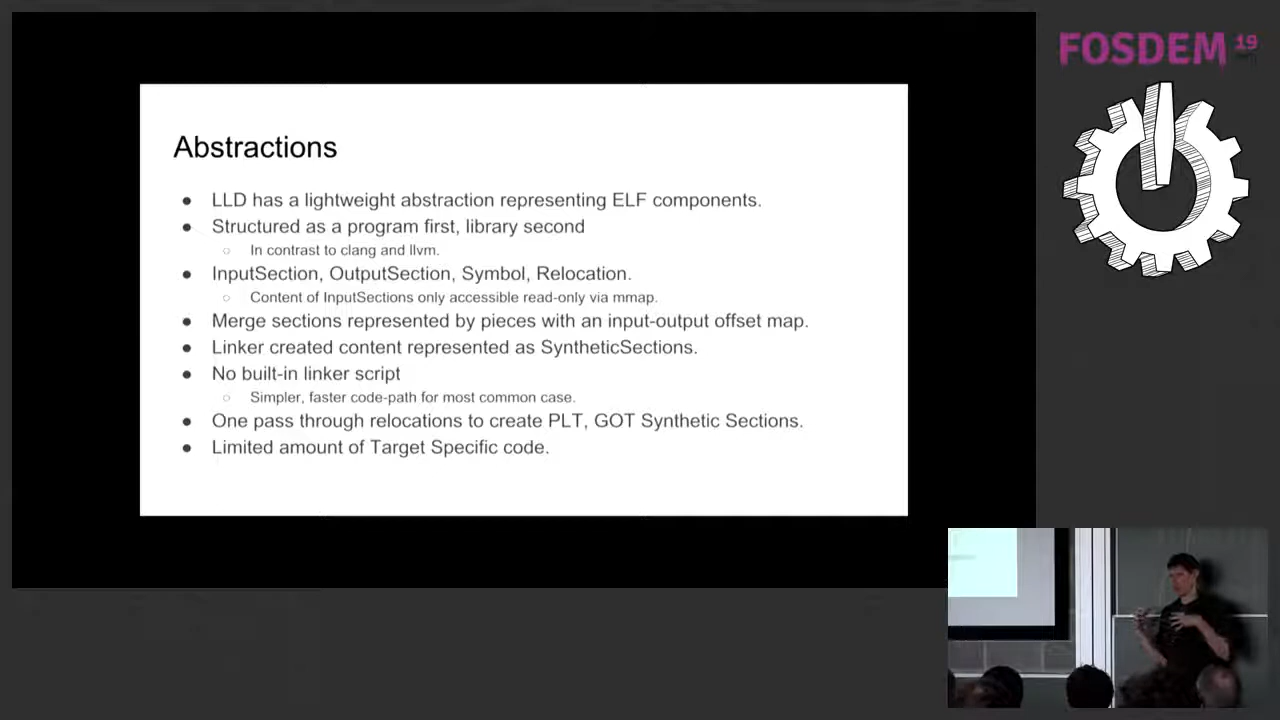 FOSDEM 19
Abstractions
● LLD has a lightweight abstraction representing ELF components.
● Structured as a program first, library second
○ In contrast to clang and llvm.
● InputSection, OutputSection, Symbol, Relocation.
○ Content of InputSections only accessible read-only via mmap.
● Merge sections represented by pieces with an input-output offset map.
● Linker created content represented as SyntheticSections.
● No built-in linker script
○ Simpler, faster code-path for most common case.
● One pass through relocations to create PLT, GOT Synthetic Sections.
● Limited amount of Target Specific code.